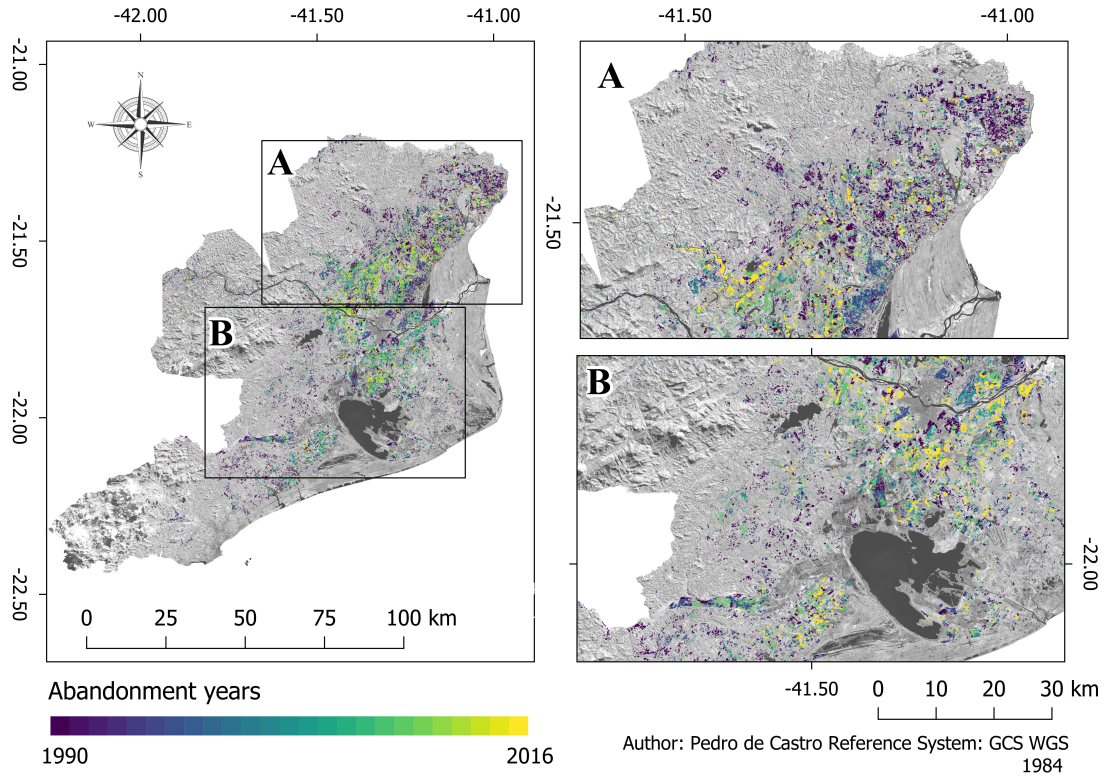 -42.00
-41.50
-41.00
-21.00
-21.50
-22.00
-22.50
N
W
E
S
A
B
0
25
50
75
100 km
-41.50
-41.00
-21.50
A
B
-22.00
-41.50
0
10
20
30 km
Abandonment years
1990
2016
Author: Pedro de Castro Reference System: GCS WGS
1984